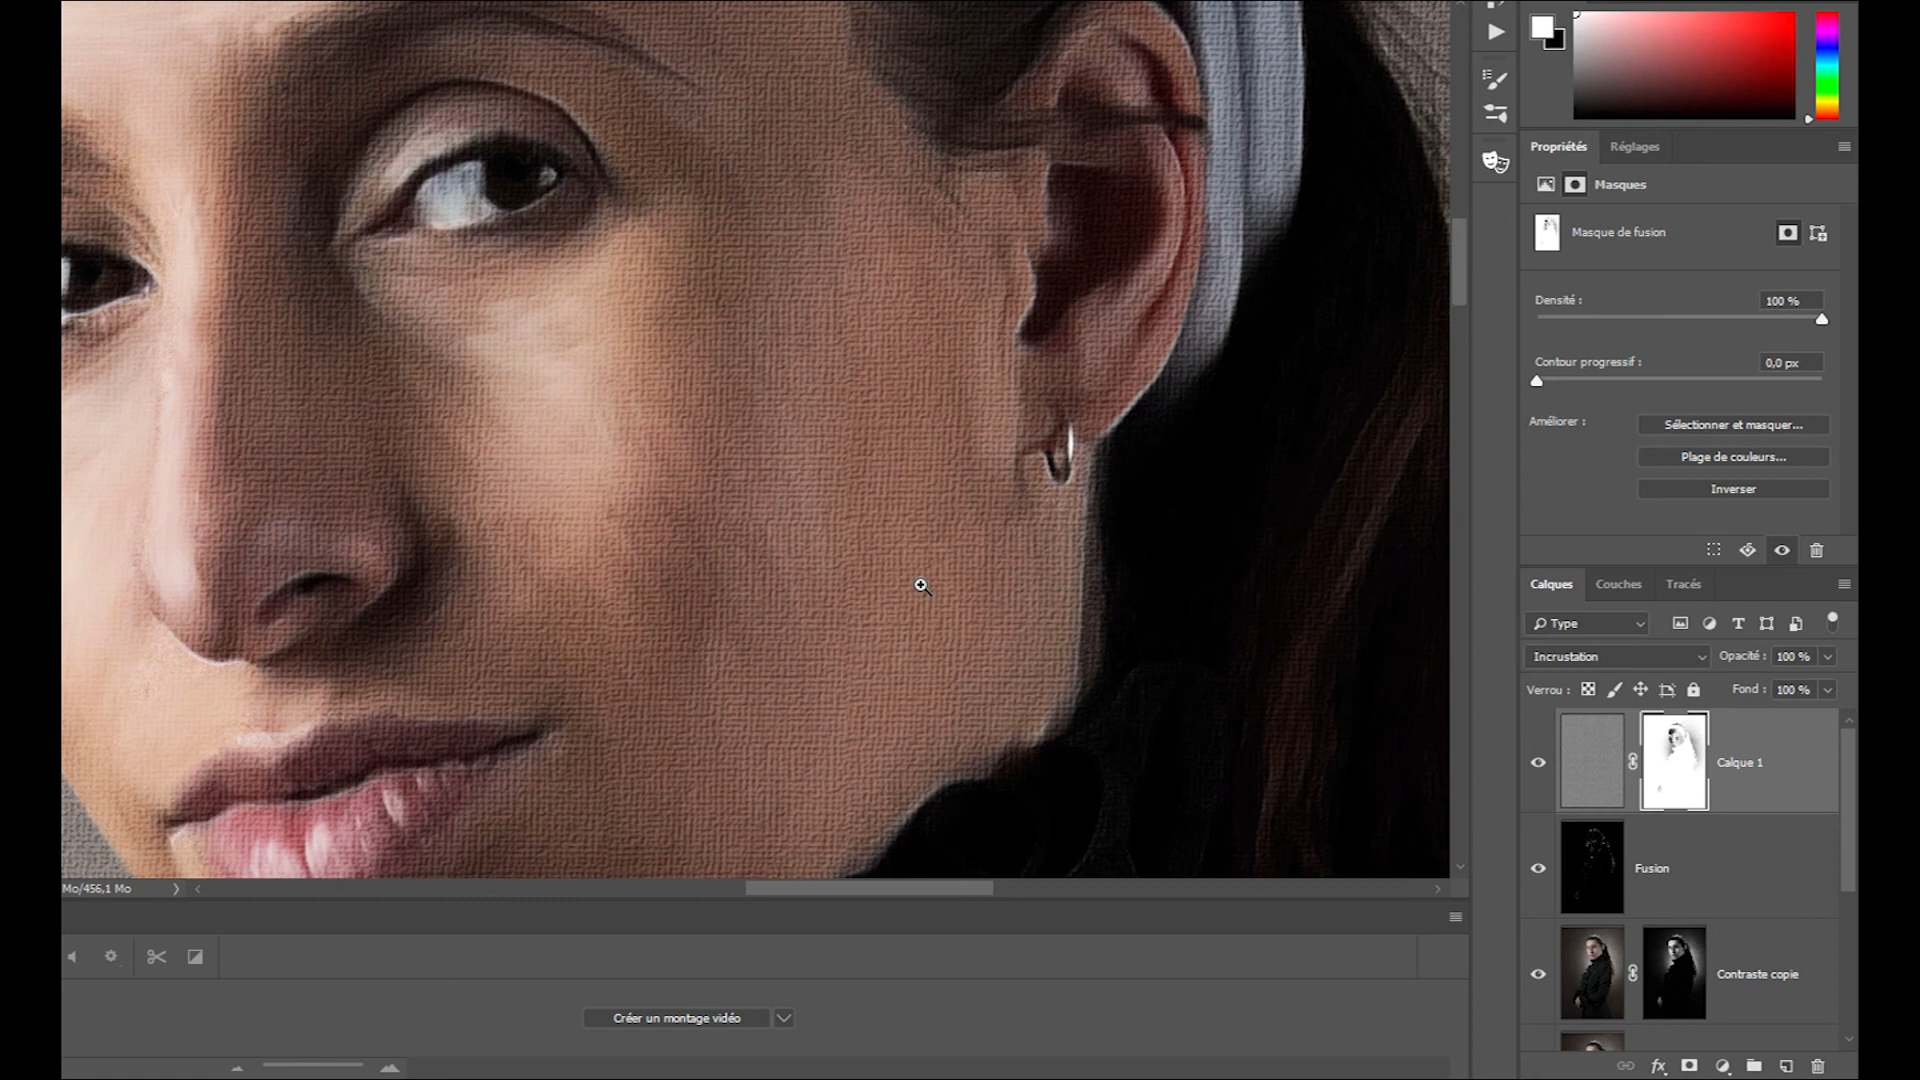 Propriétés Réglages
Masques
Masque de fusion
Densité : 100 %
Contour progressif : 0,0 px
Améliorer : Sélectionner et masquer...
Plage de couleurs...
Inverser
Calques Couches Tracés
Type
Incrustation Opacité : 100 %
Verrou : Fond : 100 %
Calque 1
Fusion
Contraste copie
Mo/456,1 Mo
Créer un montage vidéo